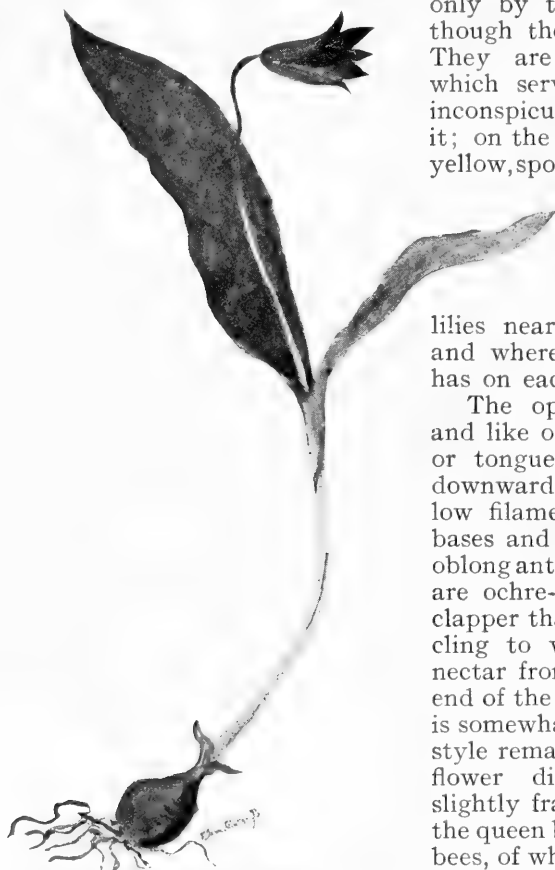 only by t
though the
They are
which serv
inconspicu
it; on the
yellow, spo
lilies near
and where
has on eac
The op
and like o
or tongue
downward
low filame
bases and
oblong ant
are ochre-
clapper tha
cling to v
nectar from
end of the
is somewha
style rema
flower di
slightly fra
the queen
bees, of wh